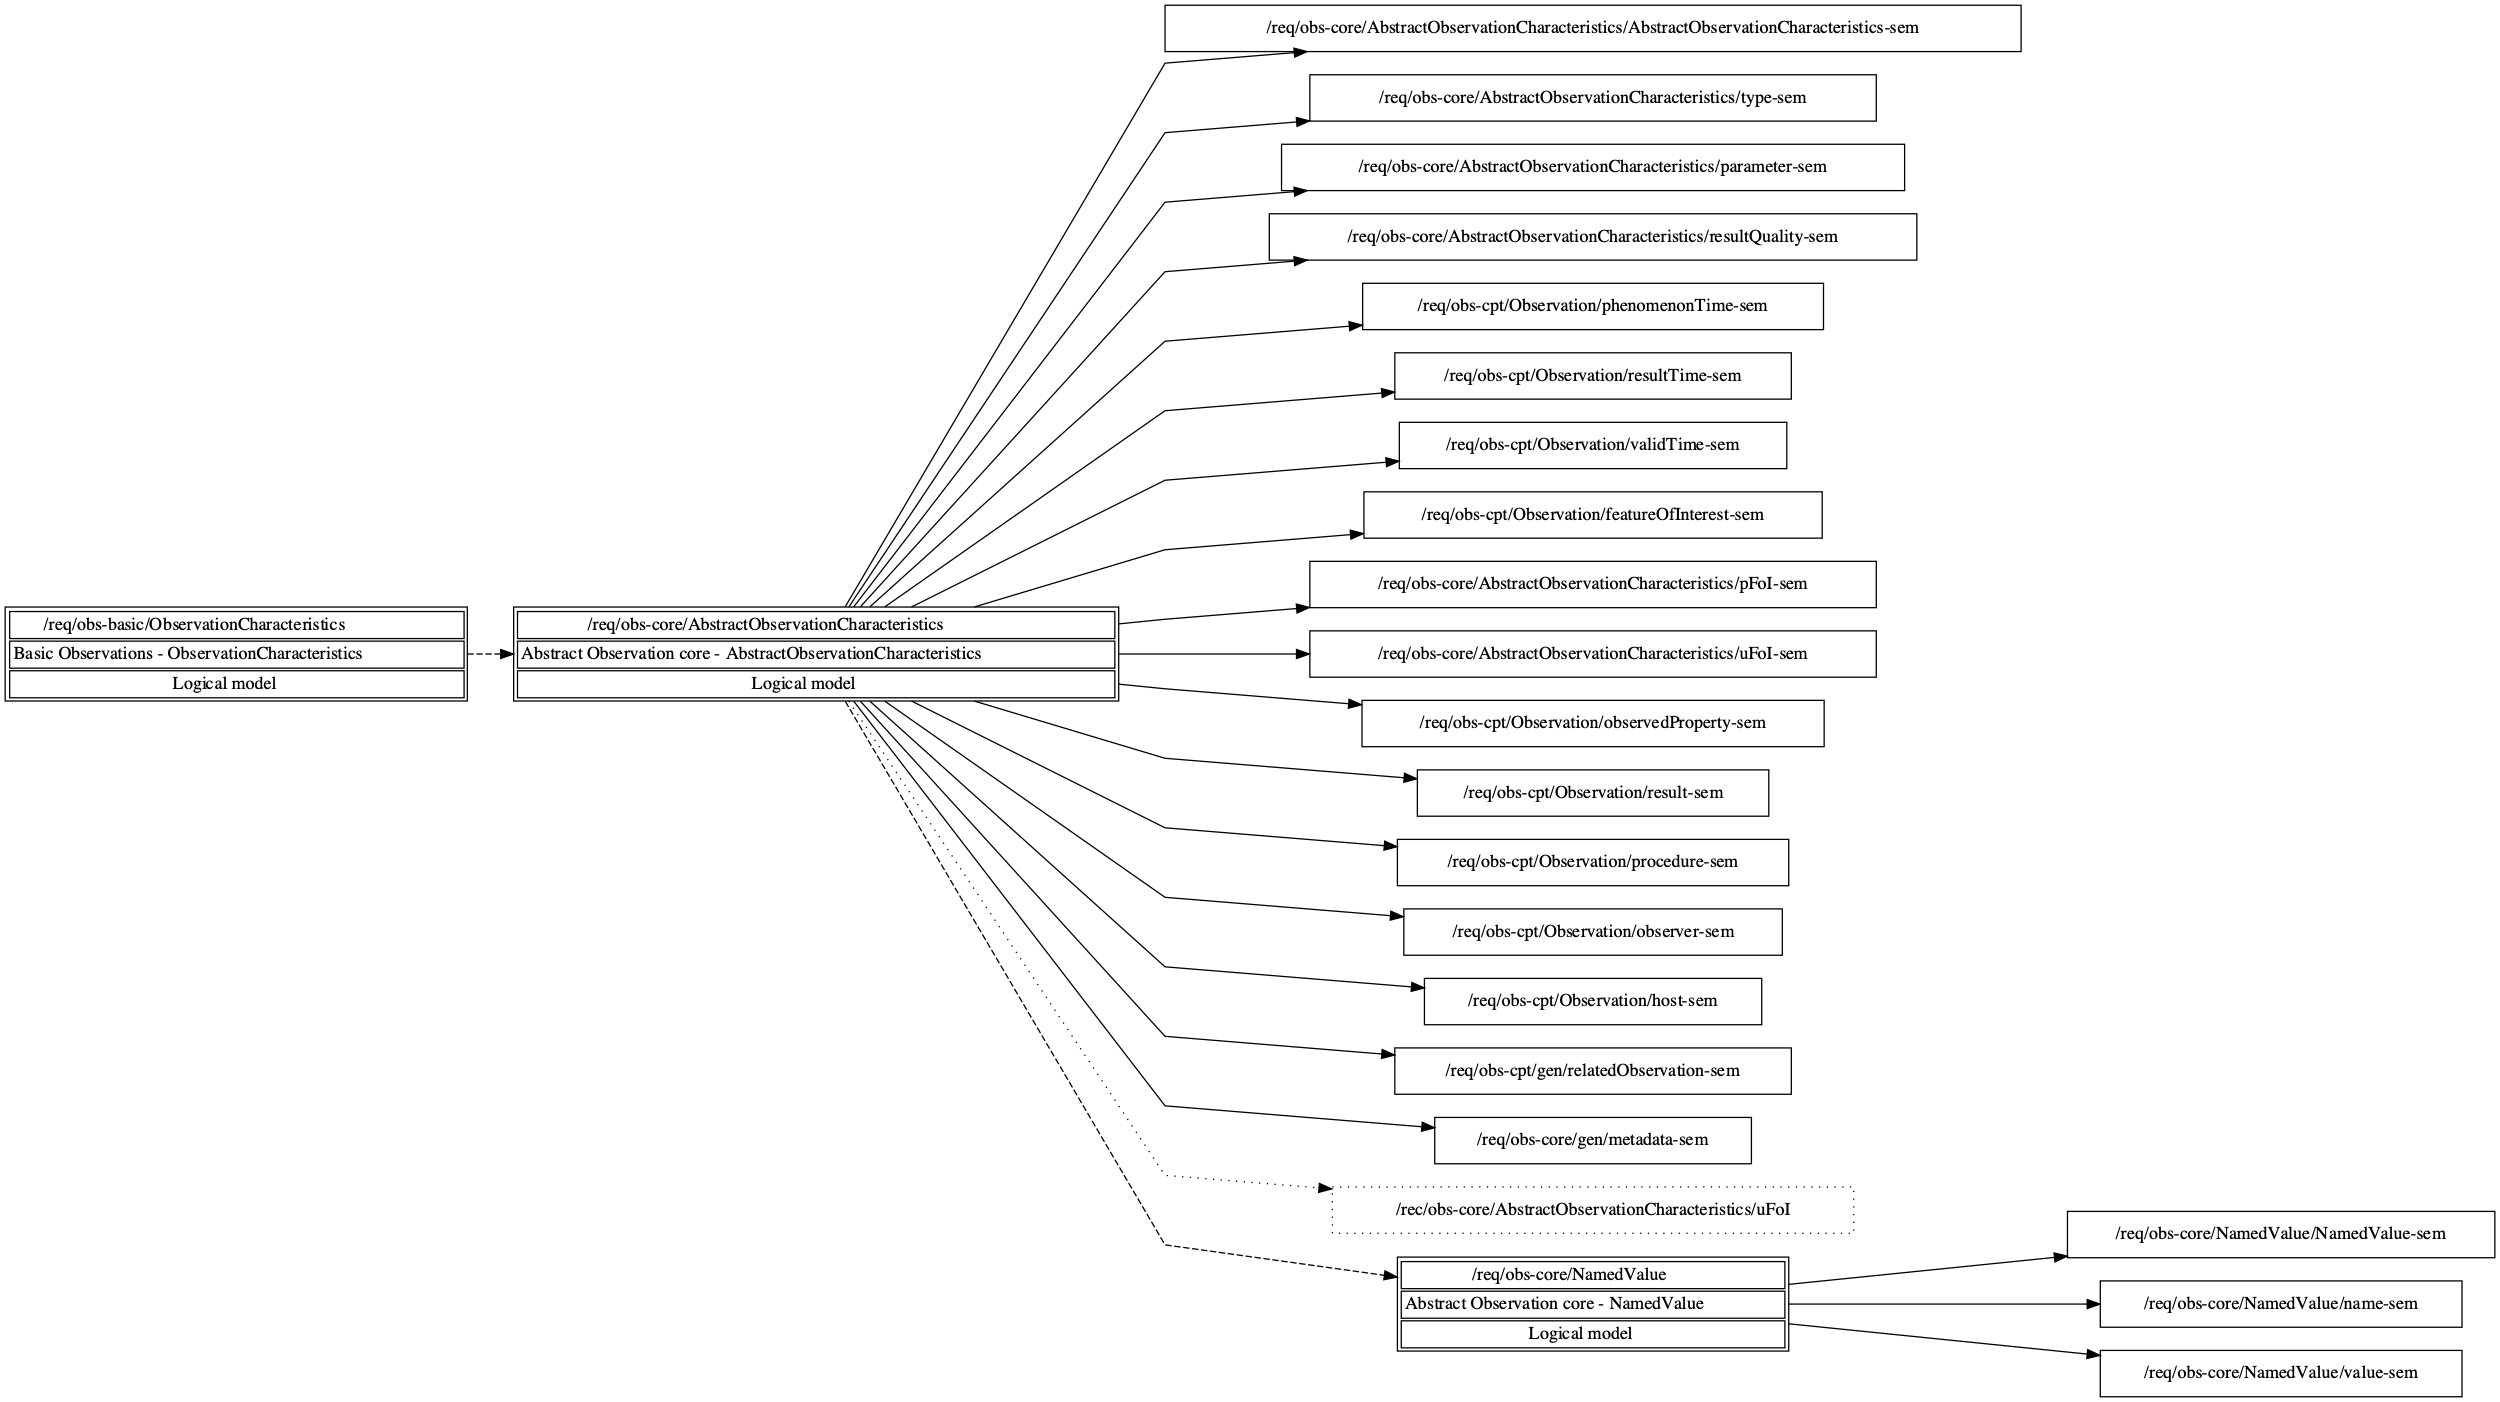 /req/obs-basic/ObservationCharacteristics
Basic Observations - ObservationCharacteristics
Logical model
/req/obs-core/AbstractObservationCharacteristics
Abstract Observation core - AbstractObservationCharacteristics
Logical model
/req/obs-core/AbstractObservationCharacteristics/AbstractObservationCharacteristics-sem
/req/obs-core/AbstractObservationCharacteristics/type-sem
/req/obs-core/AbstractObservationCharacteristics/parameter-sem
/req/obs-core/AbstractObservationCharacteristics/resultQuality-sem
/req/obs-cpt/Observation/phenomenonTime-sem
/req/obs-cpt/Observation/resultTime-sem
/req/obs-cpt/Observation/validTime-sem
/req/obs-cpt/Observation/featureOfInterest-sem
/req/obs-core/AbstractObservationCharacteristics/pFoI-sem
/req/obs-core/AbstractObservationCharacteristics/uFoI-sem
/req/obs-cpt/Observation/observedProperty-sem
/req/obs-cpt/Observation/result-sem
/req/obs-cpt/Observation/procedure-sem
/req/obs-cpt/Observation/observer-sem
/req/obs-cpt/Observation/host-sem
/req/obs-cpt/gen/relatedObservation-sem
/req/obs-core/gen/metadata-sem
/rec/obs-core/AbstractObservationCharacteristics/uFoI
/req/obs-core/NamedValue
Abstract Observation core - NamedValue
Logical model
/req/obs-core/NamedValue/NamedValue-sem
/req/obs-core/NamedValue/name-sem
/req/obs-core/NamedValue/value-sem